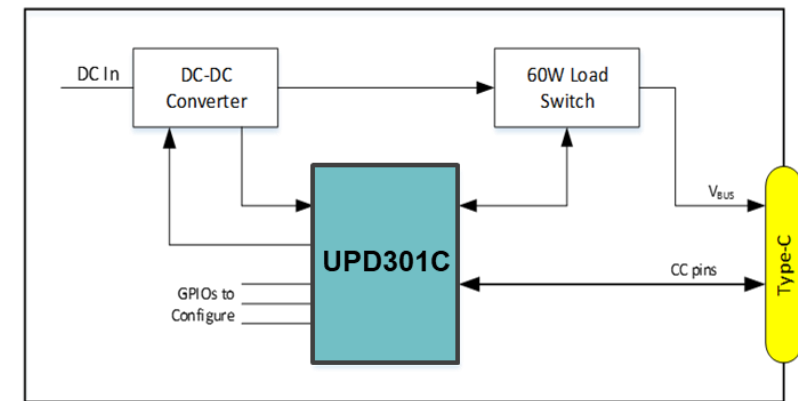 DC In
DC-DC
Converter
60W Load
Switch
VBUS
UPD301C
CC pins
Type-C
GPIOs to
Configure